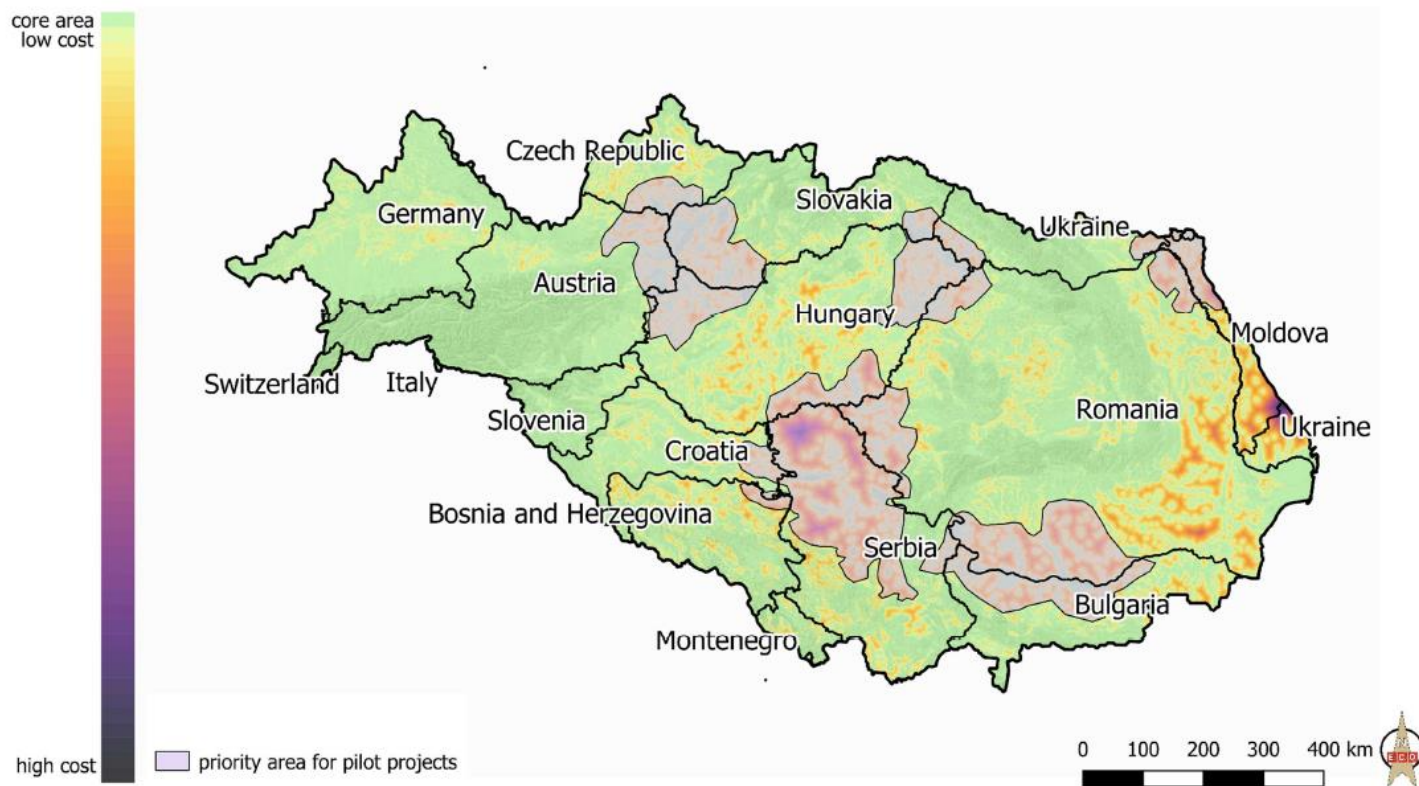 core area
low cost
Czech Republic
Slovakia
Germany
Ukraine
Austria
Hungary
Moldova
Switzerland
Italy
Romania
Slovenia
Ukraine
Croatia
Bosnia and Herzegovina
Serbia
Bulgaria
Montenegro
high cost
priority area for pilot projects
0 100 200 300 400 km
ECO